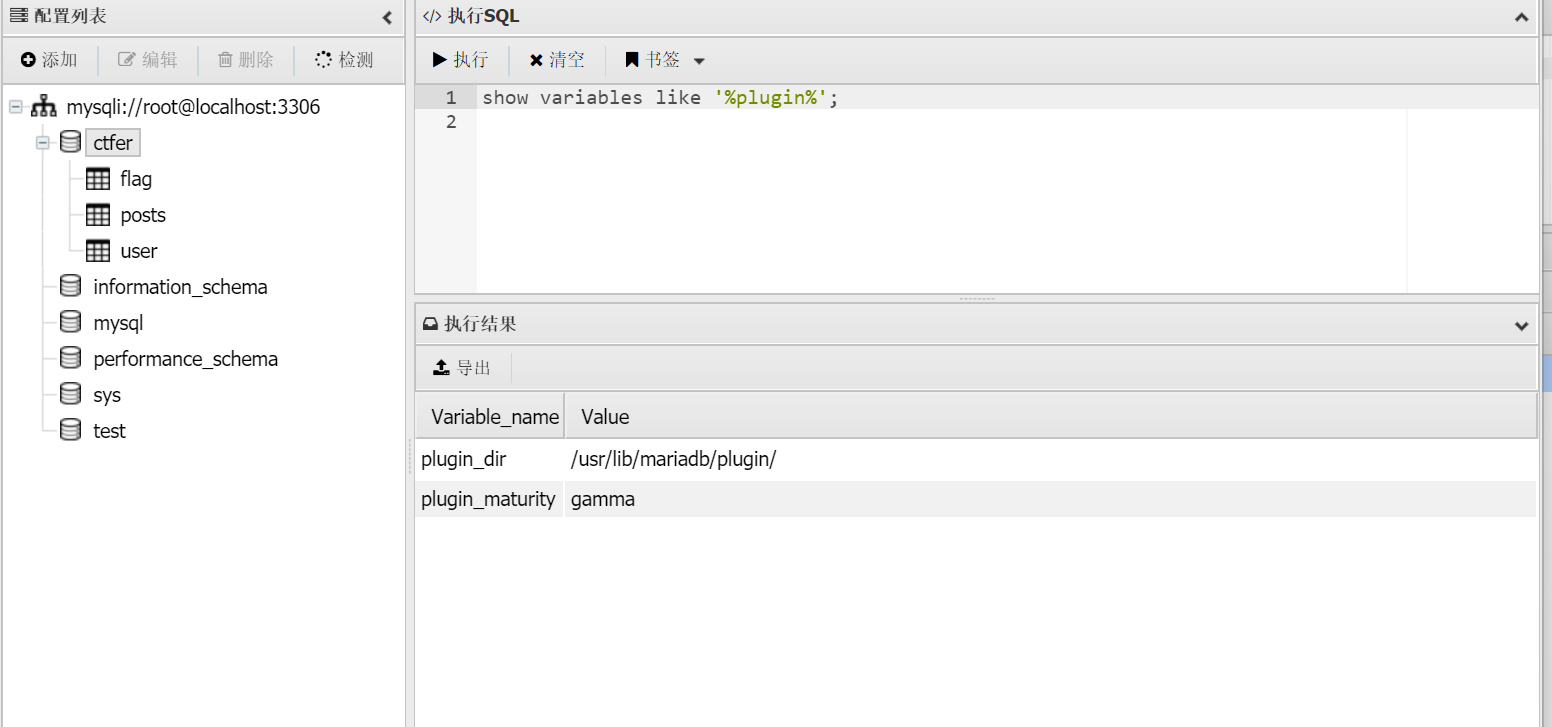 配置列表
添加 编辑 删除 检测
mysqli://root@localhost:3306
ctfer
flag
posts
user
information_schema
mysql
performance_schema
sys
test
</> 执行SQL
执行 清空 书签
1 show variables like '%plugin%';
2
执行结果
导出
Variable_name Value
plugin_dir /usr/lib/mariadb/plugin/
plugin_maturity gamma